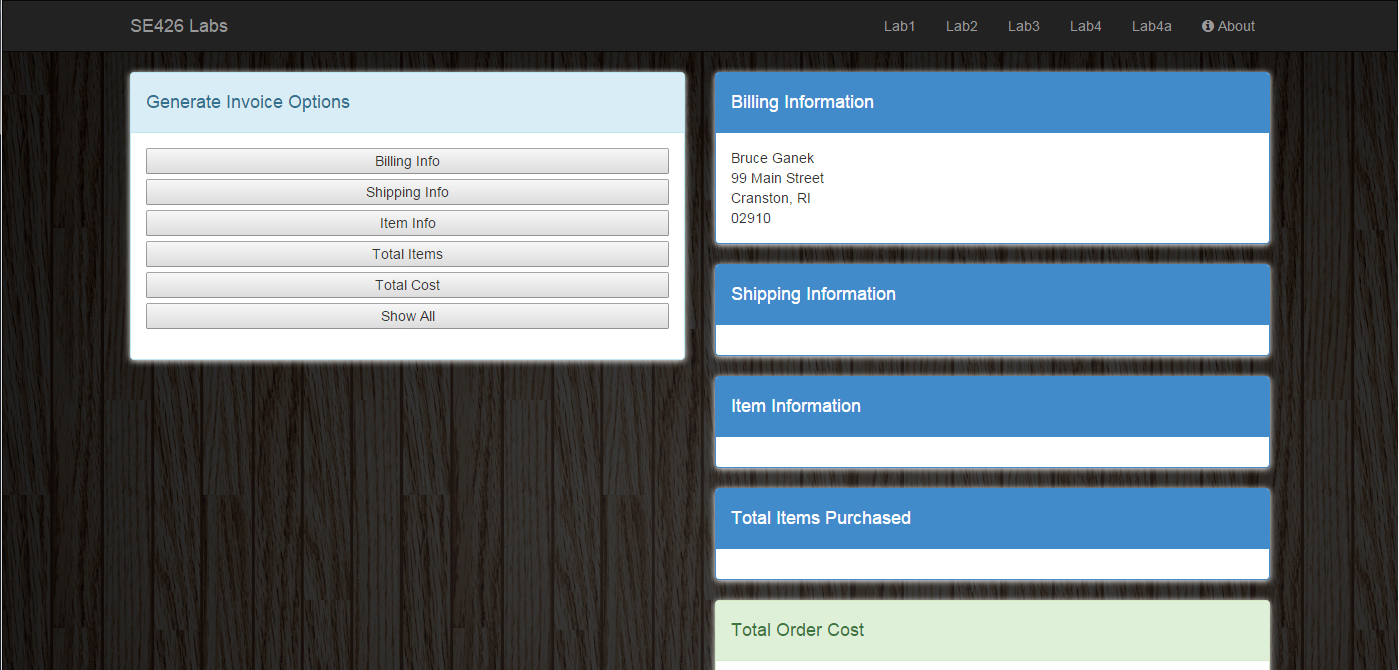 SE426 Labs
Lab1
Lab2
Lab3
Lab4
Lab4a
About
Generate Invoice Options
Billing Info
Shipping Info
Item Info
Total Items
Total Cost
Show All
Billing Information
Bruce Ganek
99 Main Street
Cranston, RI
02910
Shipping Information
Item Information
Total Items Purchased
Total Order Cost